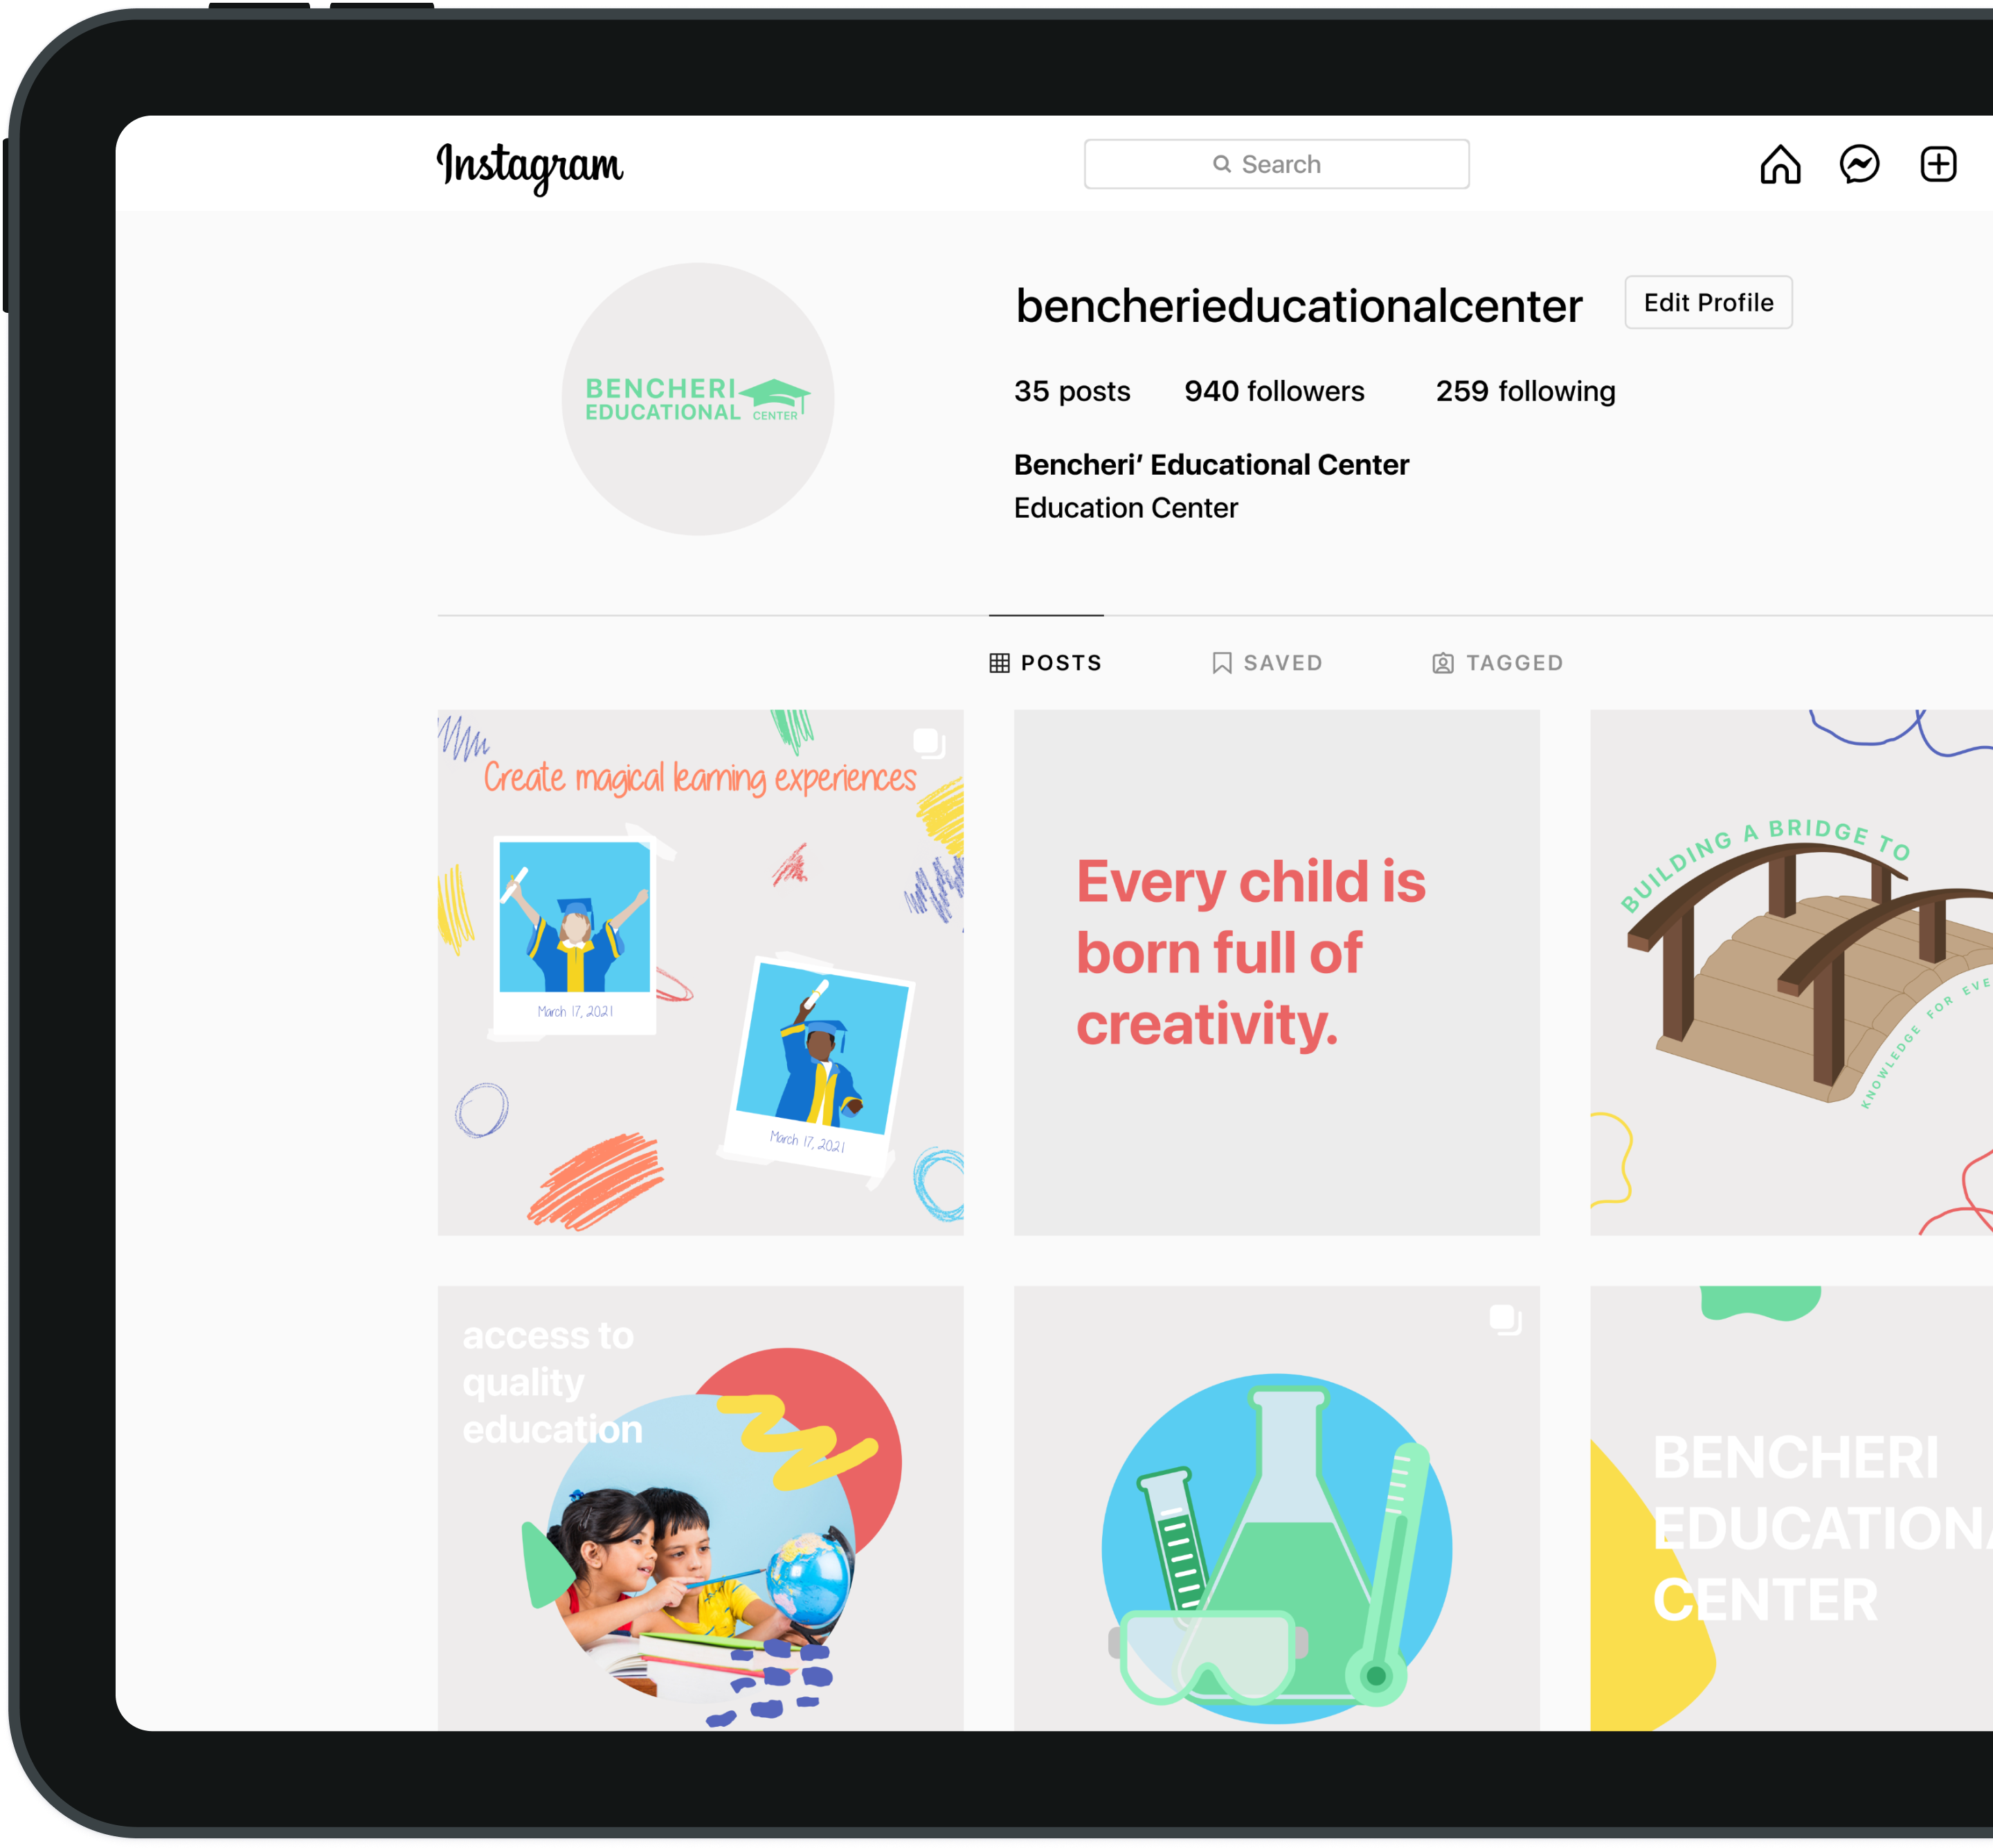 Instagram
Search
bencherieducationalcenter
Edit Profile
35 posts
940 followers
259 following
BENCHERI
EDUCATIONAL
CENTER
Bencheri’ Educational Center
Education Center
POSTS
SAVED
TAGGED
Create magical learning experiences
March 17, 2021
March 17, 2021
Every child is
born full of
creativity.
BUILDING A BRIDGE TO
KNOWLEDGE FOR EVE
access to
quality
education
BENCHERI
EDUCATIONA
CENTER